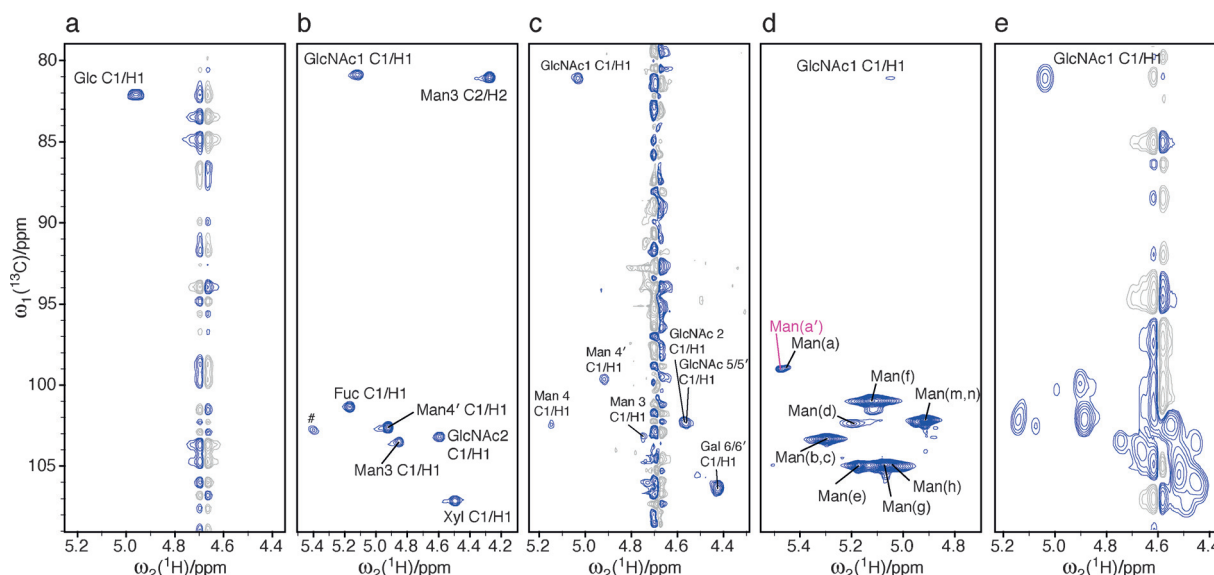 a
b
c
d
e
80
85
90
95
100
105
ω1(13C)/ppm
Glc C1/H1
5.2 5.0 4.8 4.6 4.4
ω2(1H)/ppm
GlcNAc1 C1/H1
Man3 C2/H2
Fuc C1/H1
#
Man4′ C1/H1
GlcNAc2
C1/H1
Man3 C1/H1
Xyl C1/H1
5.4 5.2 5.0 4.8 4.6 4.4 4.2
ω2(1H)/ppm
GlcNAc1 C1/H1
GlcNAc 2
C1/H1
GlcNAc 5/5′
C1/H1
Man 4′
C1/H1
Man 4
C1/H1
Man 3
C1/H1
Gal 6/6′
C1/H1
5.2 5.0 4.8 4.6 4.4
ω2(1H)/ppm
GlcNAc1 C1/H1
Man(a′)
Man(a)
Man(f)
Man(m,n)
Man(d)
Man(b,c)
Man(e)
Man(h)
Man(g)
5.4 5.2 5.0 4.8
ω2(1H)/ppm
GlcNAc1 C1/H1
5.2 5.0 4.8 4.6 4.4
ω2(1H)/ppm